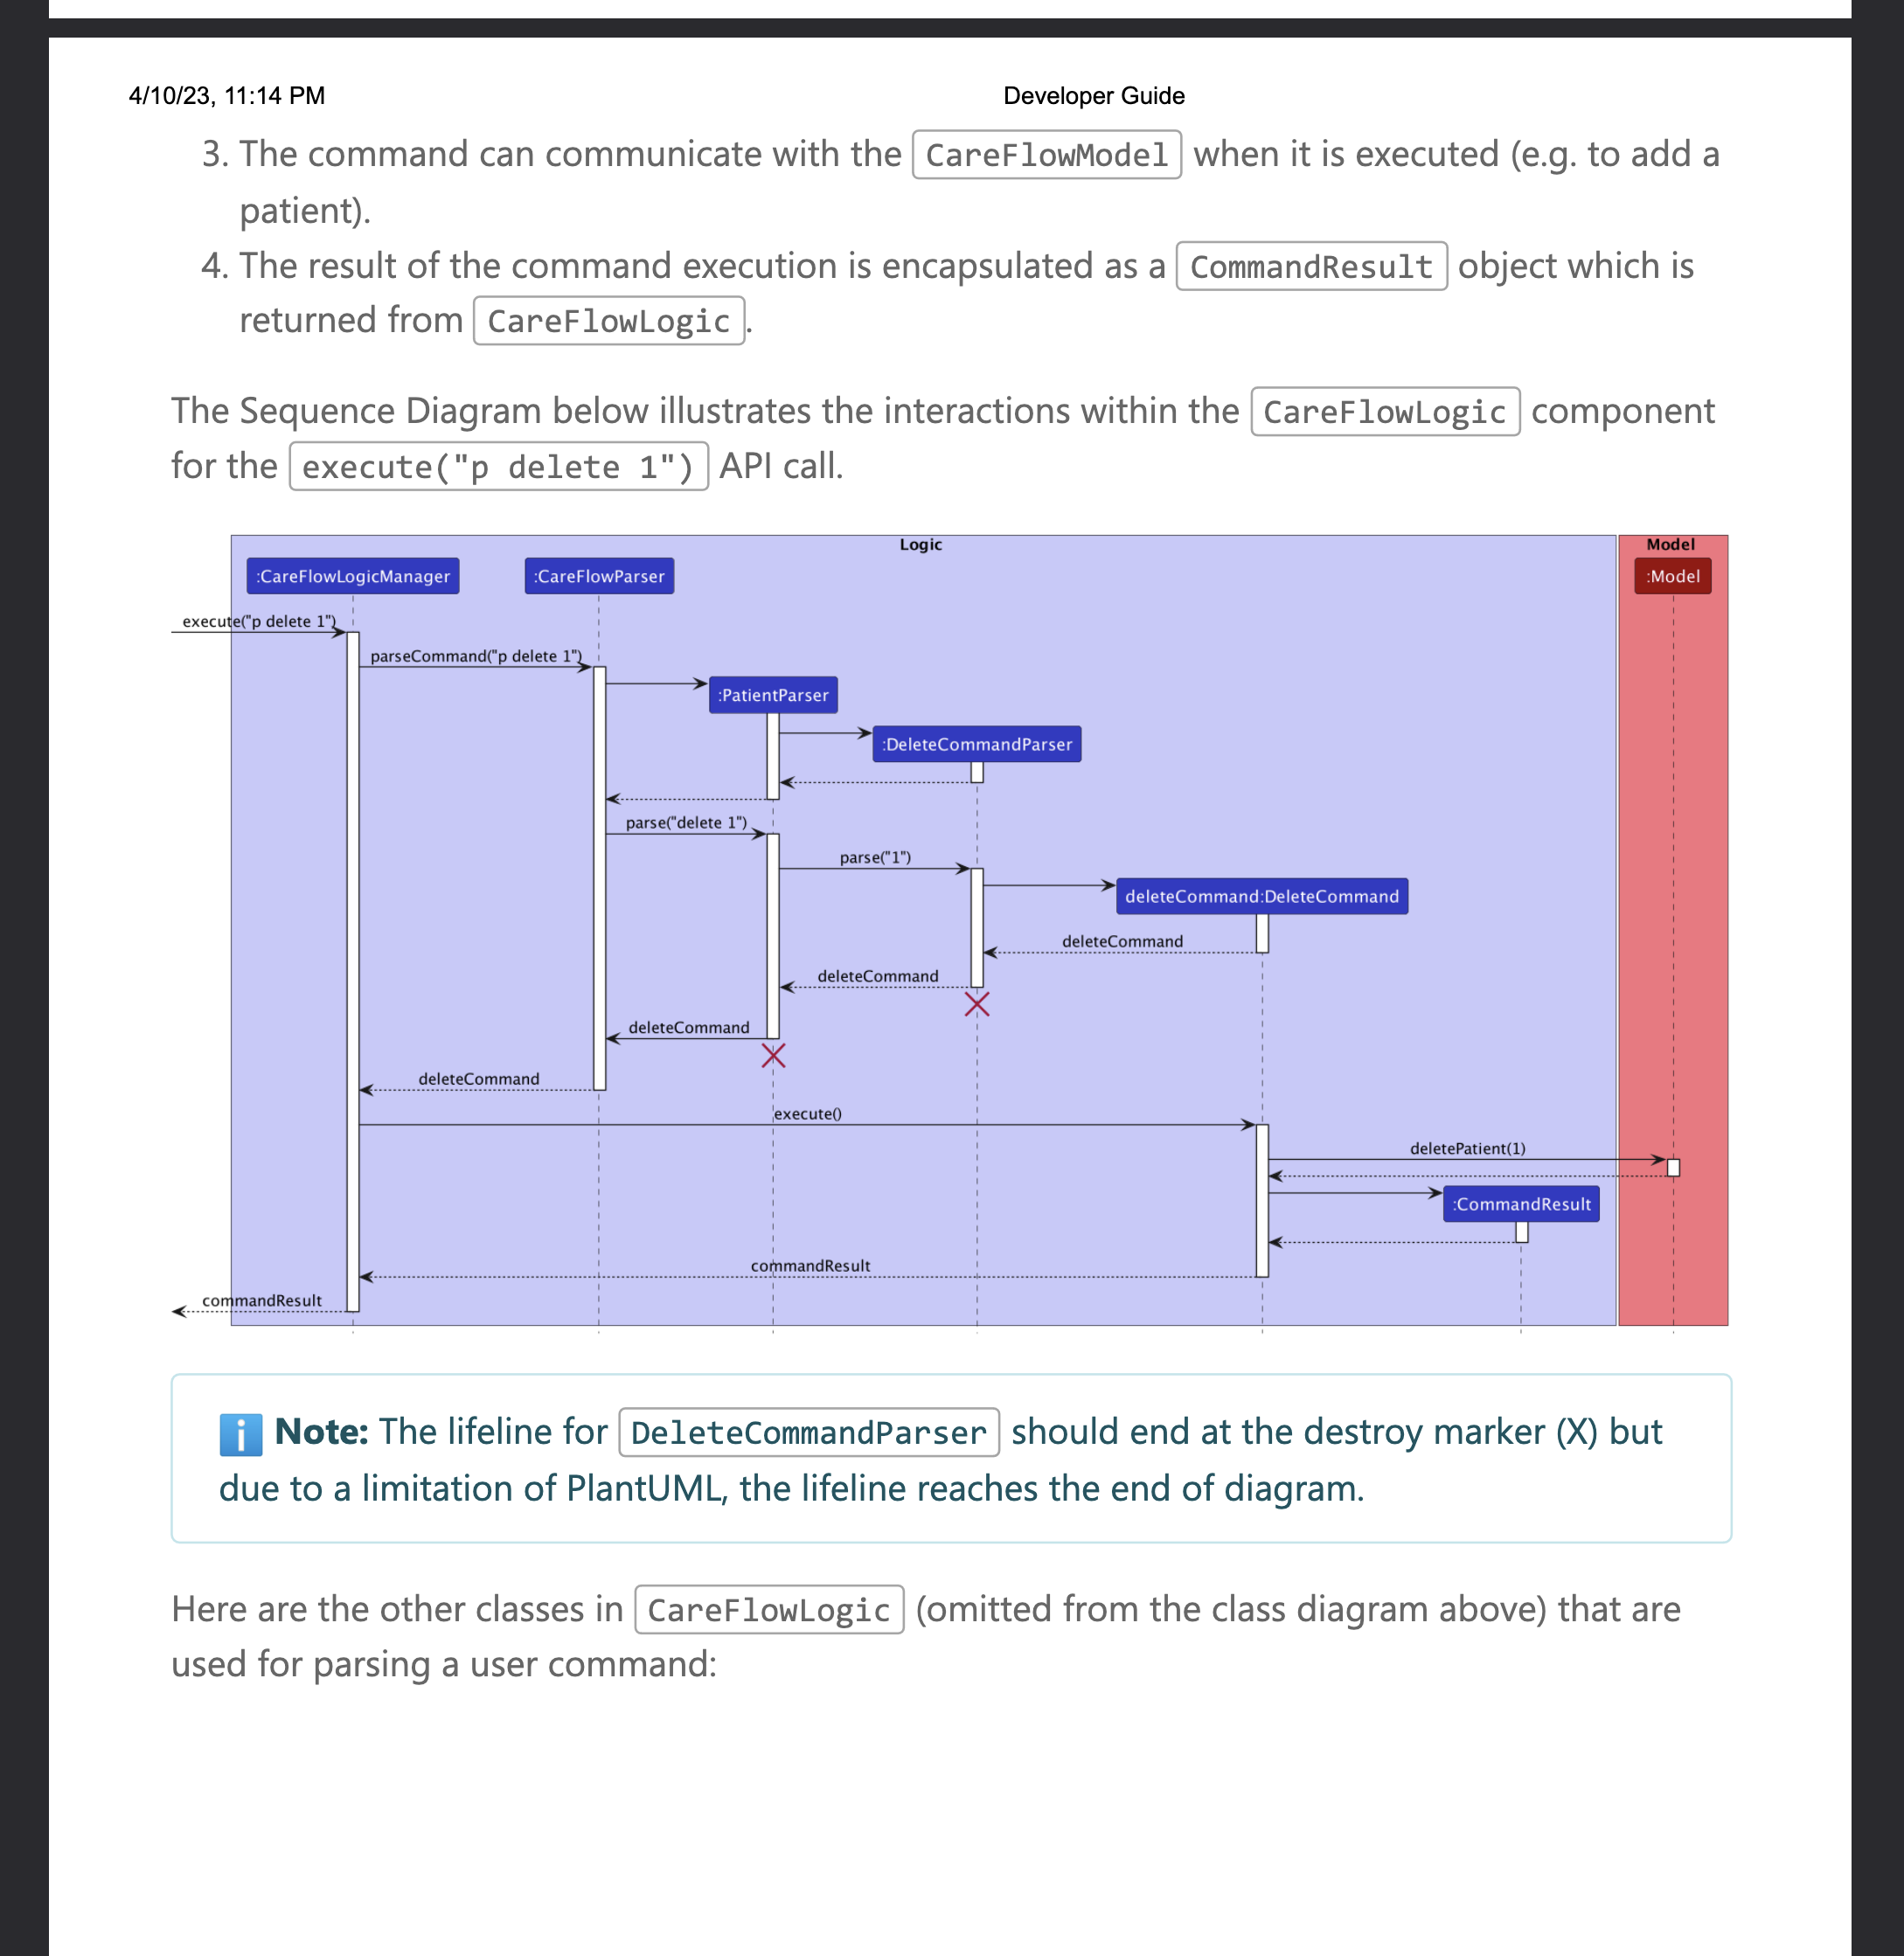 4/10/23, 11:14 PM
Developer Guide
3. The command can communicate with the CareFlowModel when it is executed (e.g. to add a
patient).
4. The result of the command execution is encapsulated as a CommandResult object which is
returned from CareFlowLogic.
The Sequence Diagram below illustrates the interactions within the CareFlowLogic component
for the execute("p delete 1") API call.
Logic
Model
:CareFlowLogicManager
:CareFlowParser
:Model
execute("p delete 1")
parseCommand("p delete 1")
:PatientParser
:DeleteCommandParser
parse("delete 1")
parse("1")
deleteCommand:DeleteCommand
deleteCommand
deleteCommand
deleteCommand
deleteCommand
execute()
deletePatient(1)
:CommandResult
commandResult
commandResult
i Note: The lifeline for DeleteCommandParser should end at the destroy marker (X) but
due to a limitation of PlantUML, the lifeline reaches the end of diagram.
Here are the other classes in CareFlowLogic (omitted from the class diagram above) that are
used for parsing a user command: